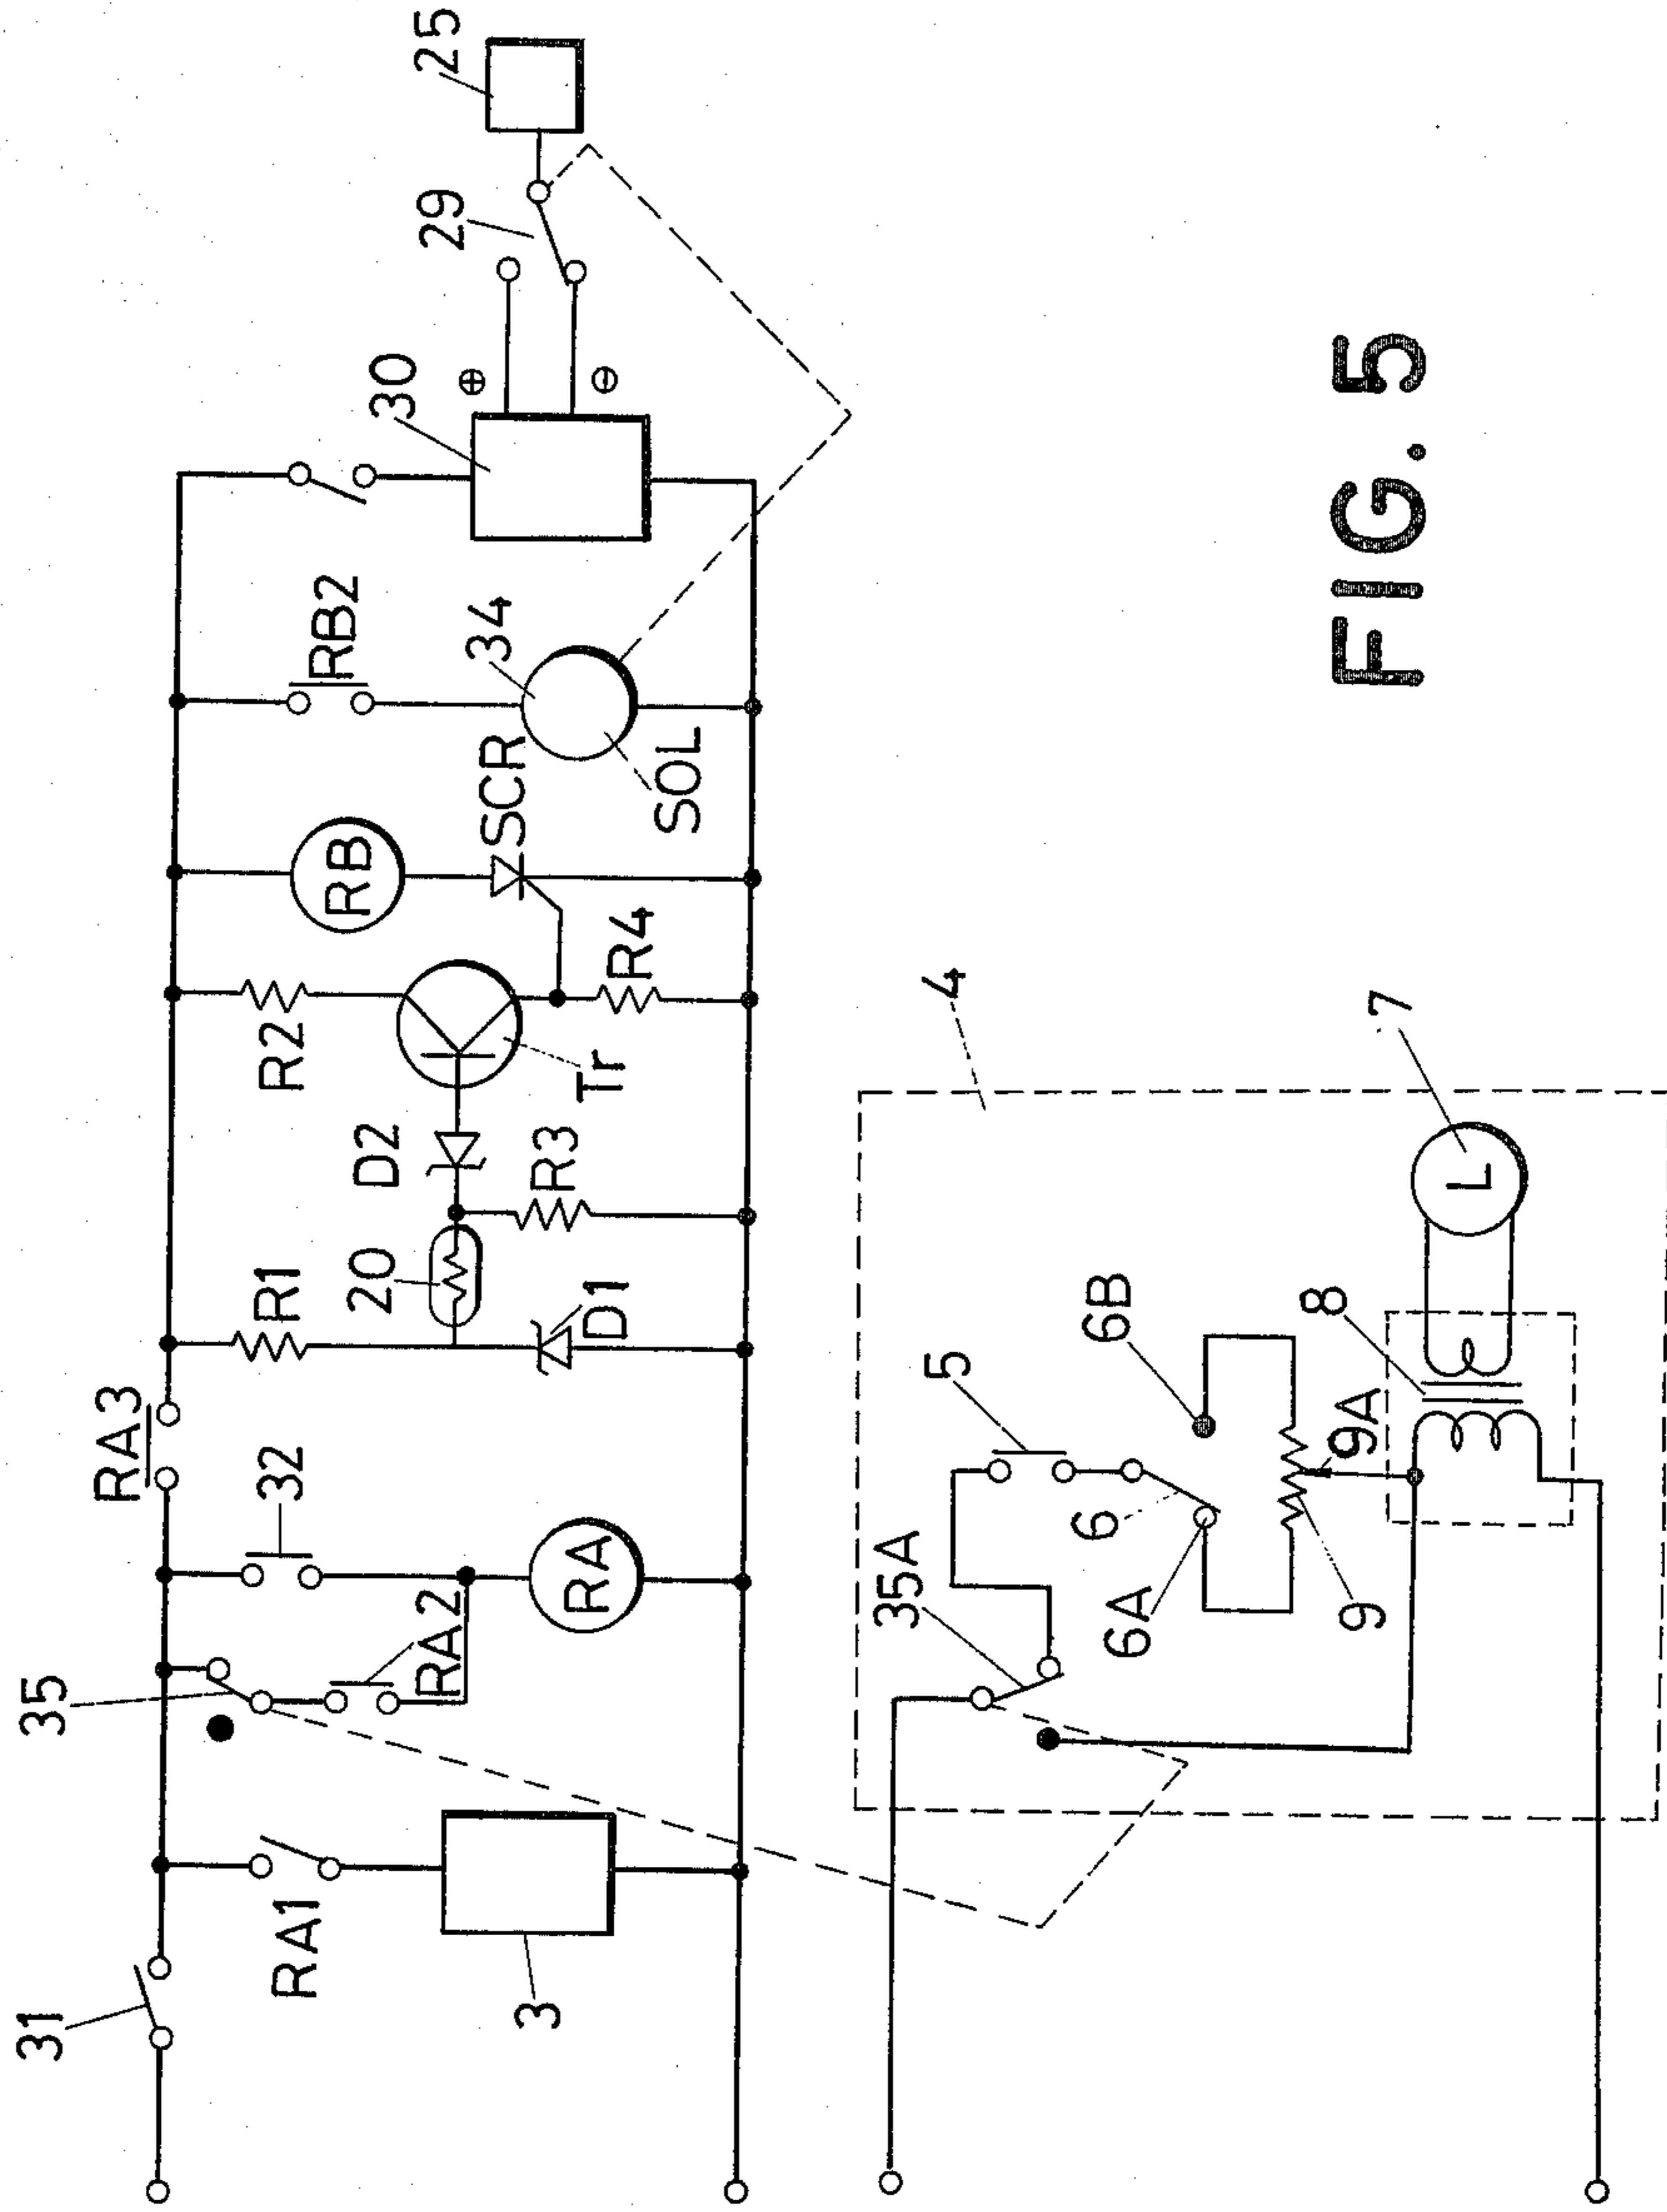 31
RA1
3
35
RA2
32
RA
RA3
R1
20
D1
D2
R3
R2
Tr
R4
RB
SCR
RB2
34
SOL
30
⊕
⊖
29
25
4
35A
5
6
6A
6B
9
9A
8
L
7
FIG. 5